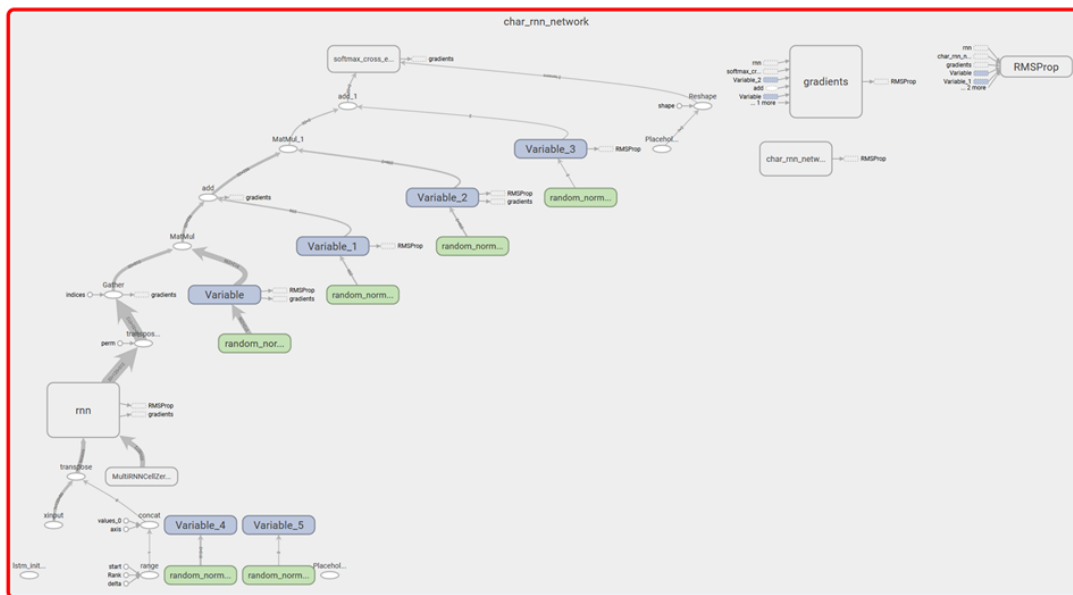 char_rnn_network
softmax_cross_e...
gradients
rnn
softmax_cr...
Variable_2
add
Variable
... 1 more
gradients
RMSProp
rnn
char_rnn_n...
gradients
Variable
Variable_1
... 2 more
RMSProp
add_1
Reshape
shape
MatMul_1
Variable_3
RMSProp
Placehol...
char_rnn_netw...
RMSProp
add
gradients
Variable_2
RMSProp
gradients
random_norm...
MatMul
Variable_1
RMSProp
random_norm...
Gather
indices
gradients
Variable
RMSProp
gradients
random_norm...
transpos...
perm
random_nor...
rnn
RMSProp
gradients
transpose
MultiRNNCellZer...
xinput
values_0
axis
concat
Variable_4
Variable_5
lstm_init...
start
Rank
delta
range
random_norm...
random_norm...
Placehol...